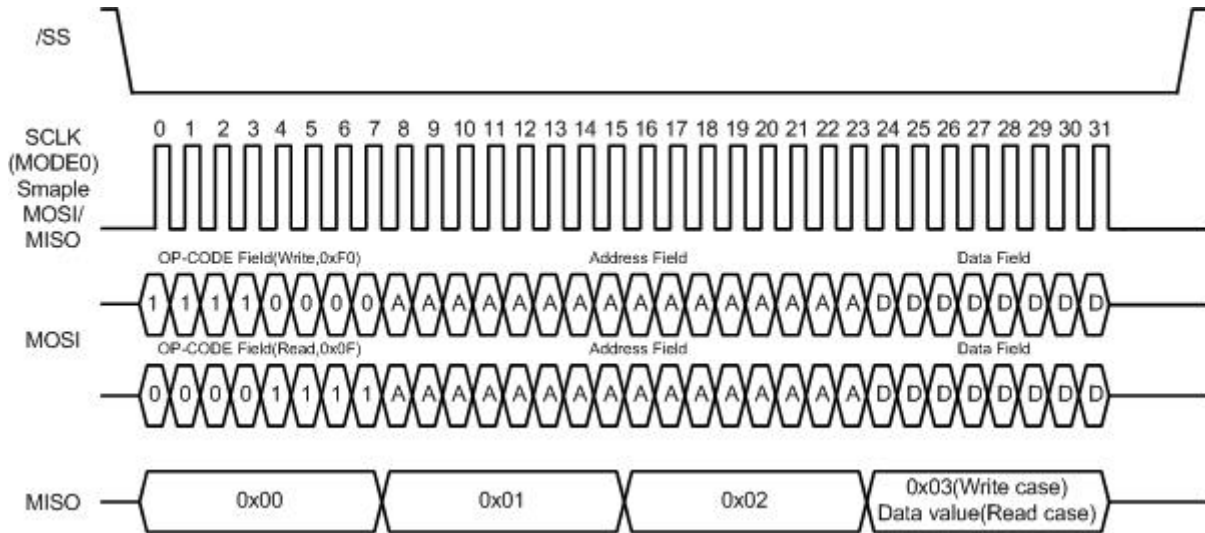 /SS
SCLK
(MODE0)
Smaple
MOSI/
MISO
0 1 2 3 4 5 6 7 8 9 10 11 12 13 14 15 16 17 18 19 20 21 22 23 24 25 26 27 28 29 30 31
OP-CODE Field(Write,0xF0) Address Field Data Field
MOSI
1 1 1 1 0 0 0 0 A A A A A A A A A A A A A A A A D D D D D D D D
OP-CODE Field(Read,0x0F) Address Field Data Field
0 0 0 0 1 1 1 1 A A A A A A A A A A A A A A A A D D D D D D D D
MISO
0x00 0x01 0x02
0x03(Write case)
Data value(Read case)